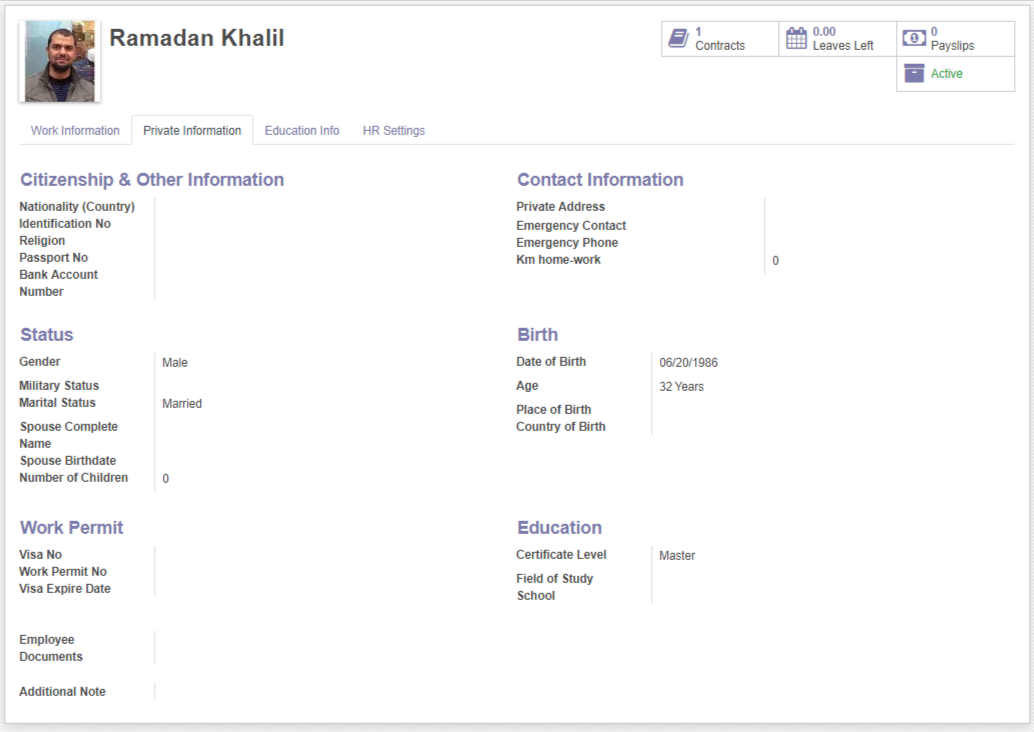 Ramadan Khalil
1
Contracts
0.00
Leaves Left
0
Payslips
Active
Work Information
Private Information
Education Info
HR Settings
Citizenship & Other Information
Nationality (Country)
Identification No
Religion
Passport No
Bank Account
Number
Contact Information
Private Address
Emergency Contact
Emergency Phone
Km home-work 0
Status
Gender Male
Military Status
Marital Status Married
Spouse Complete
Name
Spouse Birthdate
Number of Children 0
Birth
Date of Birth 06/20/1986
Age 32 Years
Place of Birth
Country of Birth
Work Permit
Visa No
Work Permit No
Visa Expire Date
Education
Certificate Level Master
Field of Study
School
Employee
Documents
Additional Note